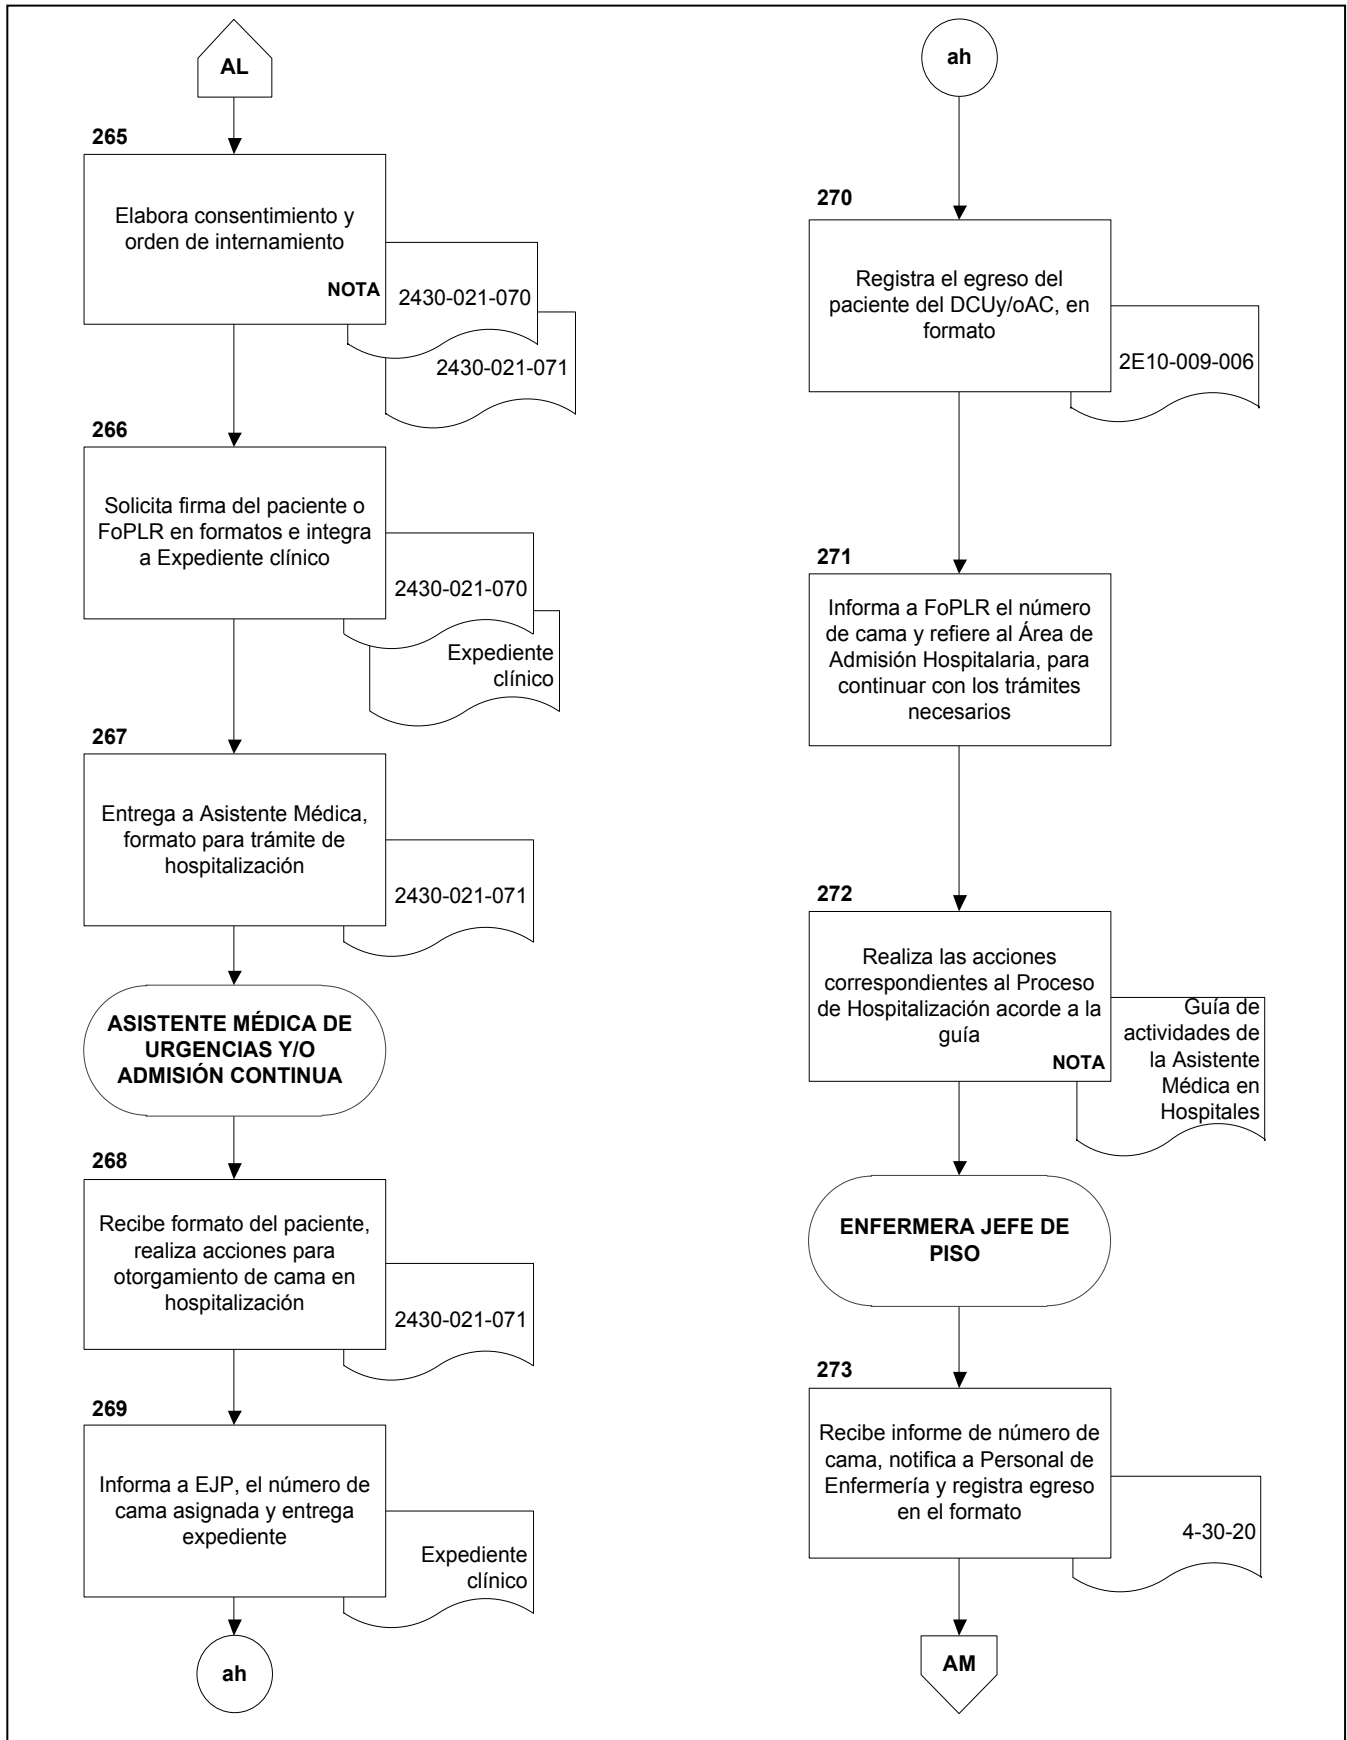 AL
265
Elabora consentimiento y
orden de internamiento
NOTA
2430-021-070
2430-021-071
266
Solicita firma del paciente o
FoPLR en formatos e integra
a Expediente clínico
2430-021-070
Expediente
clínico
267
Entrega a Asistente Médica,
formato para trámite de
hospitalización
2430-021-071
ASISTENTE MÉDICA DE
URGENCIAS Y/O
ADMISIÓN CONTINUA
268
Recibe formato del paciente,
realiza acciones para
otorgamiento de cama en
hospitalización
2430-021-071
269
Informa a EJP, el número de
cama asignada y entrega
expediente
Expediente
clínico
ah
ah
270
Registra el egreso del
paciente del DCUy/oAC, en
formato
2E10-009-006
271
Informa a FoPLR el número
de cama y refiere al Área de
Admisión Hospitalaria, para
continuar con los trámites
necesarios
272
Realiza las acciones
correspondientes al Proceso
de Hospitalización acorde a la
guía
NOTA
Guía de
actividades de
la Asistente
Médica en
Hospitales
ENFERMERA JEFE DE
PISO
273
Recibe informe de número de
cama, notifica a Personal de
Enfermería y registra egreso
en el formato
4-30-20
AM